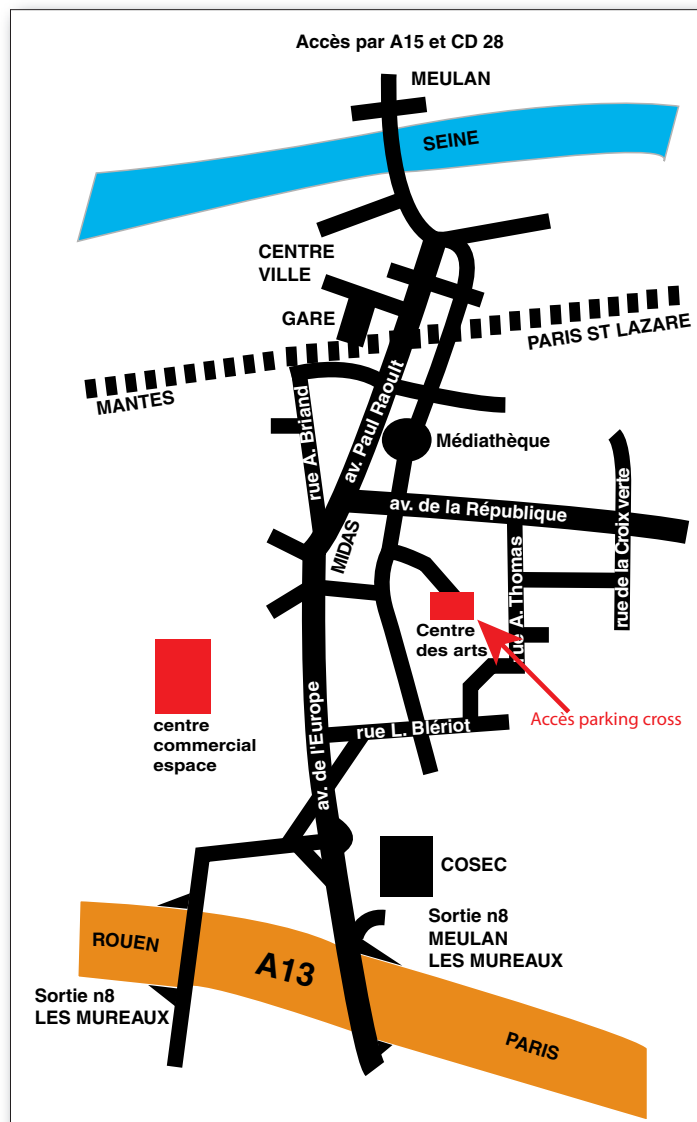 Accès par A15 et CD 28
MEULAN
SEINE
CENTRE
VILLE
GARE
PARIS ST LAZARE
MANTES
rue A. Briand
av. Paul Raoult
Médiathèque
av. de la République
MIDAS
rue A. Thomas
rue de la Croix verte
Centre
des arts
Accès parking cross
centre
commercial
espace
av. de l'Europe
rue L. Blériot
COSEC
Sortie n8
MEULAN
LES MUREAUX
ROUEN
A13
Sortie n8
LES MUREAUX
PARIS